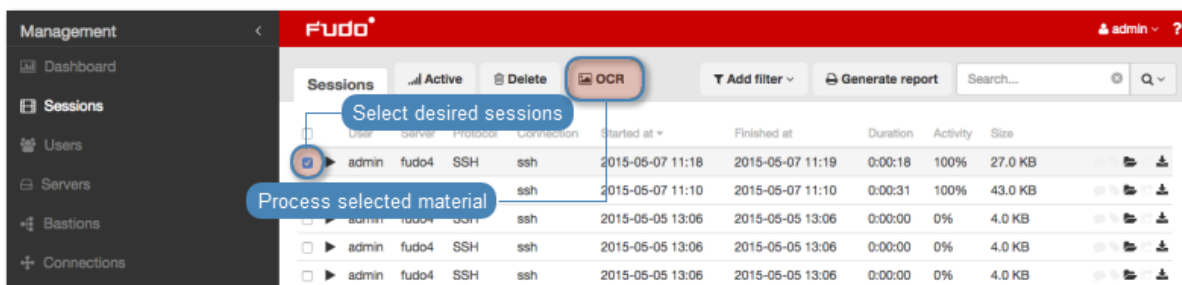 Management <
FUDO
admin ?
Dashboard
Sessions
Users
Servers
Bastions
Connections
Sessions Active Delete OCR Add filter Generate report Search...
Select desired sessions
User Server Protocol Connection Started at Finished at Duration Activity Size
admin fudo4 SSH ssh 2015-05-07 11:18 2015-05-07 11:19 0:00:18 100% 27.0 KB
ssh 2015-05-07 11:10 2015-05-07 11:10 0:00:31 100% 43.0 KB
Process selected material
admin fudo4 SSH ssh 2015-05-05 13:06 2015-05-05 13:06 0:00:00 0% 4.0 KB
admin fudo4 SSH ssh 2015-05-05 13:06 2015-05-05 13:06 0:00:00 0% 4.0 KB
admin fudo4 SSH ssh 2015-05-05 13:06 2015-05-05 13:06 0:00:00 0% 4.0 KB